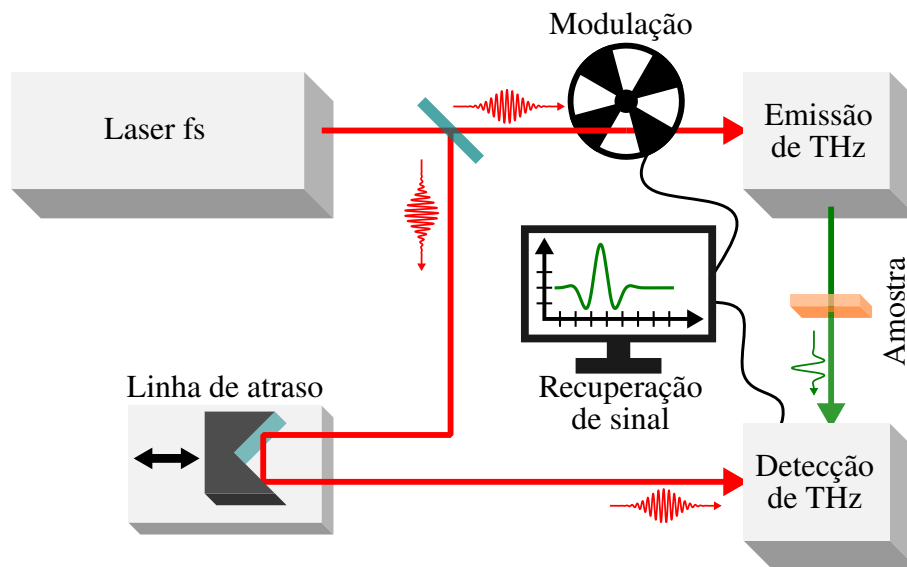 Modulação
Laser fs
Emissão
de THz
Amostra
Linha de atraso
Recuperação
de sinal
Detecção
de THz